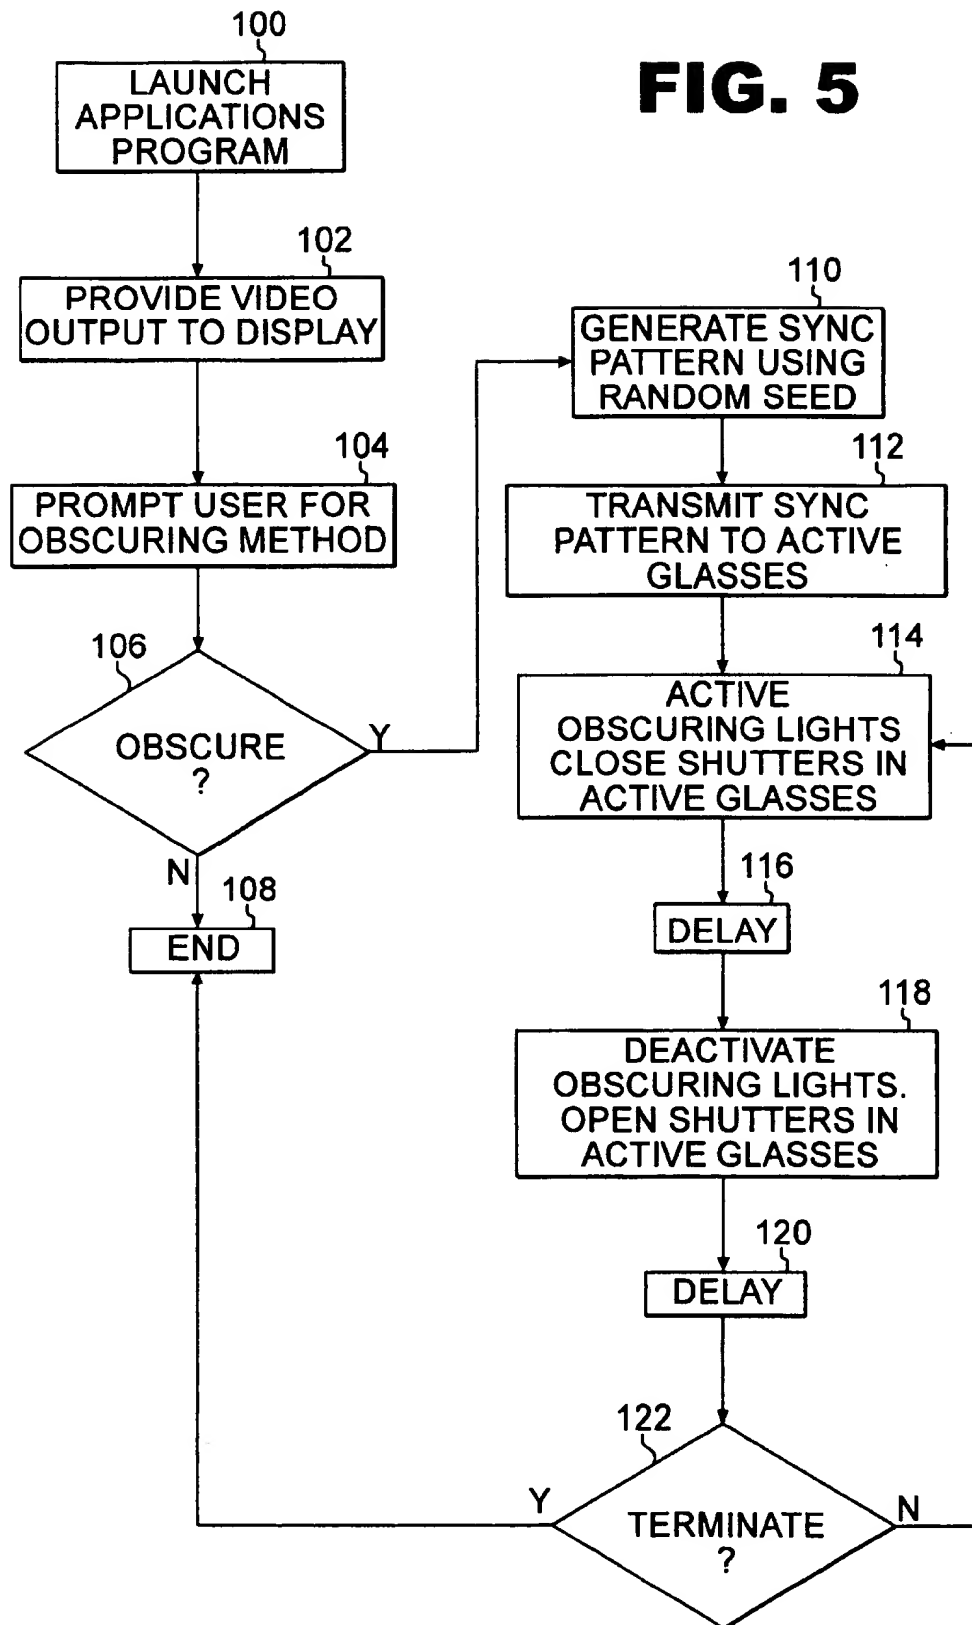 FIG. 5
100
LAUNCH
APPLICATIONS
PROGRAM
102
PROVIDE VIDEO
OUTPUT TO DISPLAY
104
PROMPT USER FOR
OBSCURING METHOD
106
OBSCURE
?
Y
N
108
END
110
GENERATE SYNC
PATTERN USING
RANDOM SEED
112
TRANSMIT SYNC
PATTERN TO ACTIVE
GLASSES
114
ACTIVE
OBSCURING LIGHTS
CLOSE SHUTTERS IN
ACTIVE GLASSES
116
DELAY
118
DEACTIVATE
OBSCURING LIGHTS.
OPEN SHUTTERS IN
ACTIVE GLASSES
120
DELAY
122
TERMINATE
?
Y
N